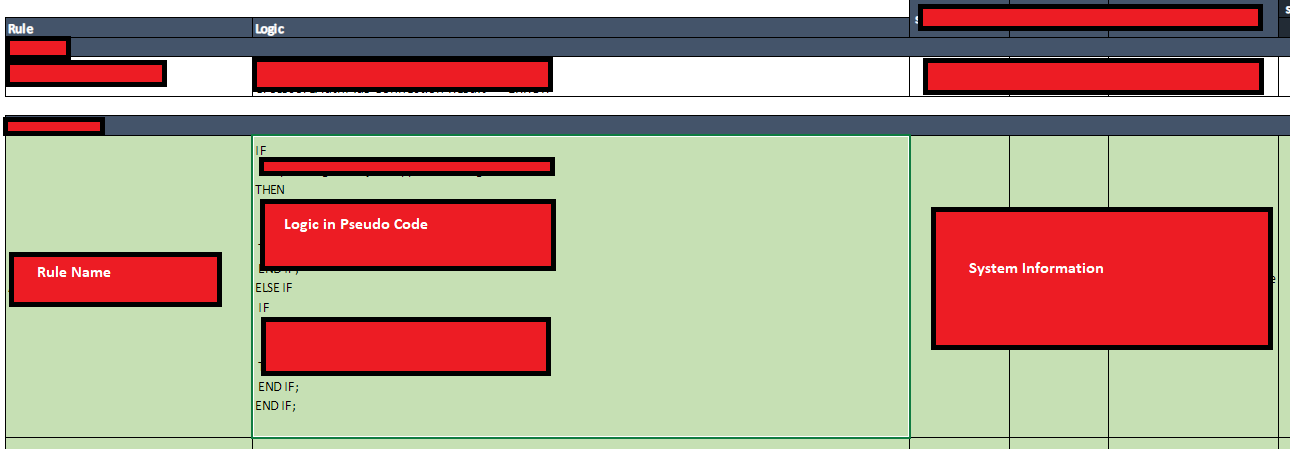 Rule
Logic
IF
THEN
Logic in Pseudo Code
Rule Name
System Information
END IF;
ELSE IF
IF
END IF;
END IF;